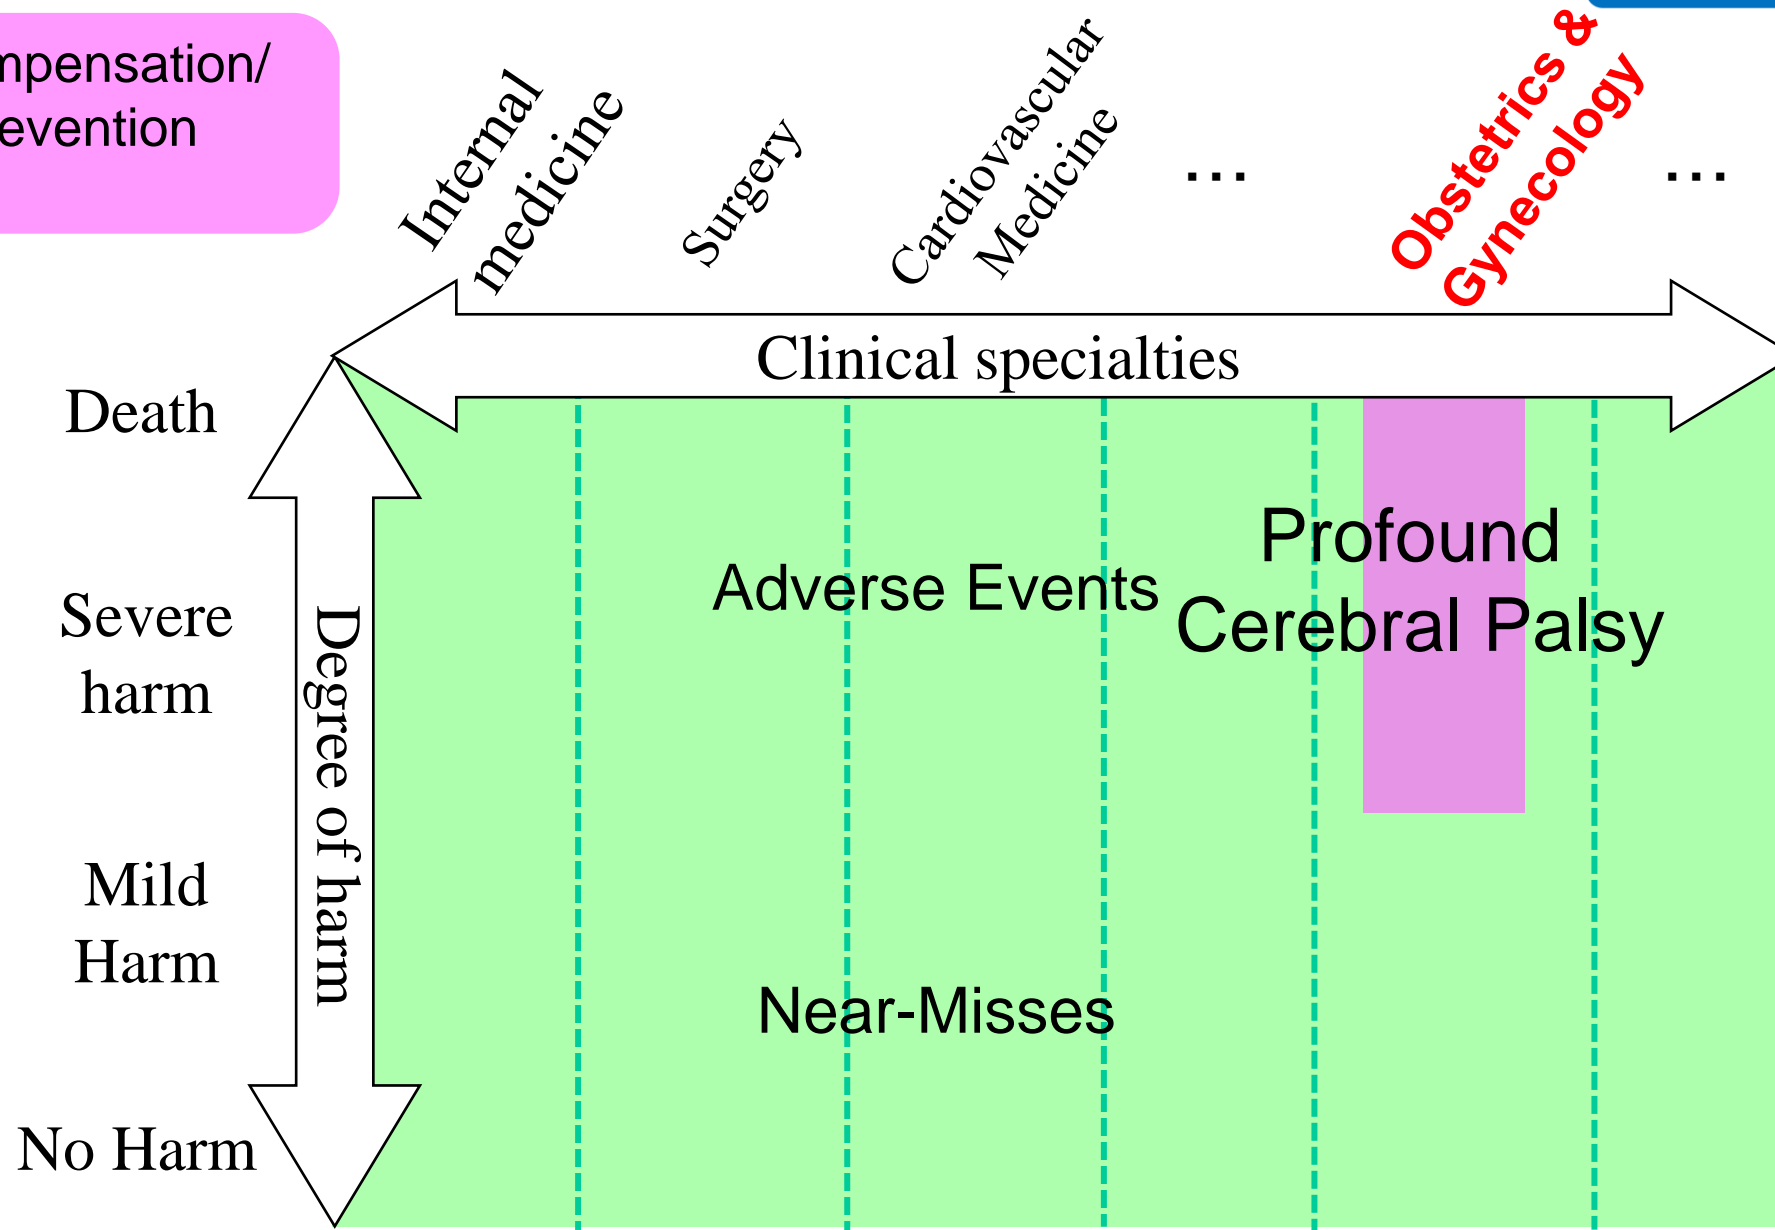 mpensation/
evention
Internal
medicine
Surgery
Cardiovascular
Medicine
...
Obstetrics &
Gynecology
...
Clinical specialties
Death
Severe
harm
Mild
Harm
No Harm
Degree of harm
Adverse Events
Profound
Cerebral Palsy
Near-Misses